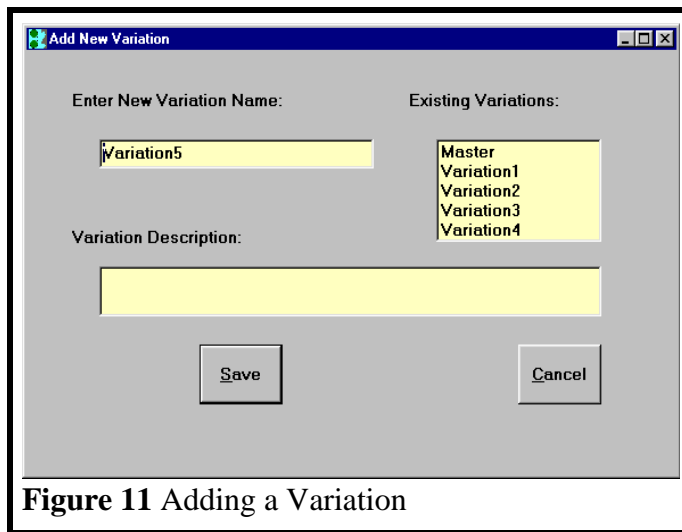 Add New Variation
Enter New Variation Name:
Existing Variations:
Variation5
Master
Variation1
Variation2
Variation3
Variation4
Variation Description:
Save
Cancel
Figure 11 Adding a Variation